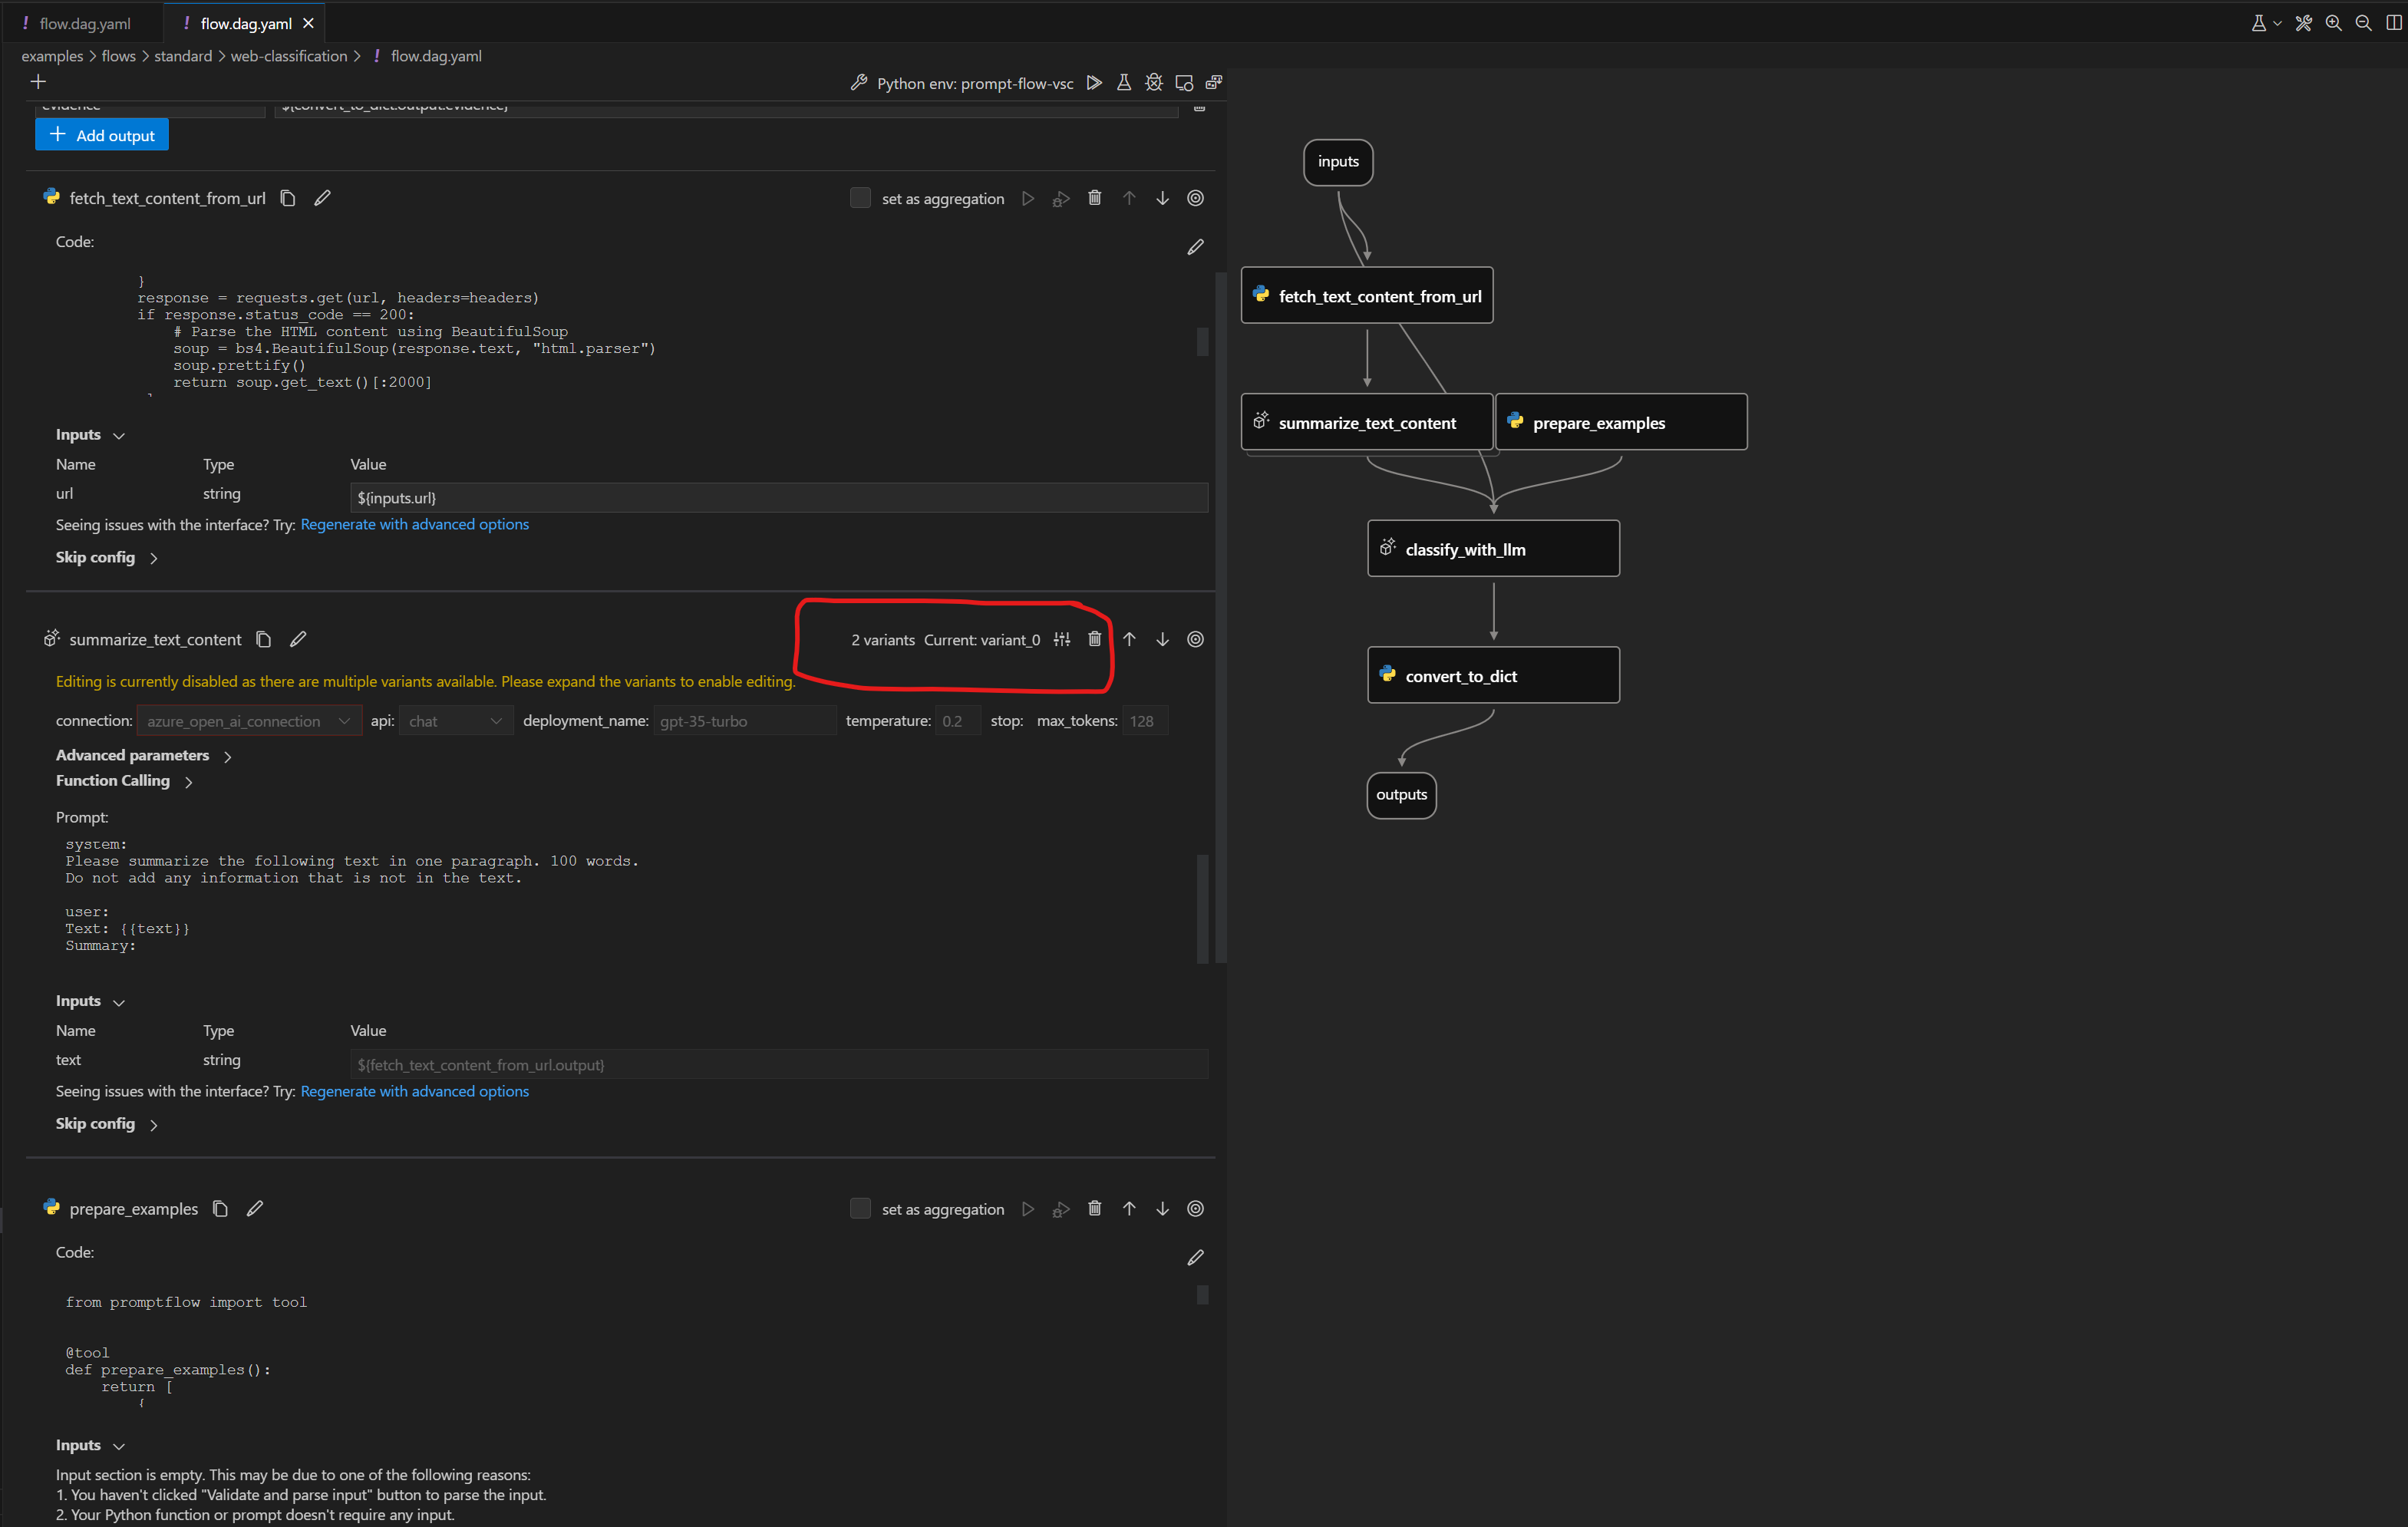 ! flow.dag.yaml
! flow.dag.yaml
examples > flows > standard > web-classification > ! flow.dag.yaml
Python env: prompt-flow-vsc
evidence ${convert_to_dict.output.evidence}
+ Add output
fetch_text_content_from_url
set as aggregation
Code:
}
response = requests.get(url, headers=headers)
if response.status_code == 200:
# Parse the HTML content using BeautifulSoup
soup = bs4.BeautifulSoup(response.text, "html.parser")
soup.prettify()
return soup.get_text()[:2000]
Inputs
Name Type Value
url string ${inputs.url}
Seeing issues with the interface? Try: Regenerate with advanced options
Skip config
summarize_text_content
2 variants Current: variant_0
Editing is currently disabled as there are multiple variants available. Please expand the variants to enable editing.
connection: azure_open_ai_connection api: chat deployment_name: gpt-35-turbo temperature: 0.2 stop: max_tokens: 128
Advanced parameters
Function Calling
Prompt:
system:
Please summarize the following text in one paragraph. 100 words.
Do not add any information that is not in the text.
user:
Text: {{text}}
Summary:
Inputs
Name Type Value
text string ${fetch_text_content_from_url.output}
Seeing issues with the interface? Try: Regenerate with advanced options
Skip config
prepare_examples
set as aggregation
Code:
from promptflow import tool
@tool
def prepare_examples():
return [
{
Inputs
Input section is empty. This may be due to one of the following reasons:
1. You haven't clicked "Validate and parse input" button to parse the input.
2. Your Python function or prompt doesn't require any input.
inputs
fetch_text_content_from_url
summarize_text_content
prepare_examples
classify_with_llm
convert_to_dict
outputs